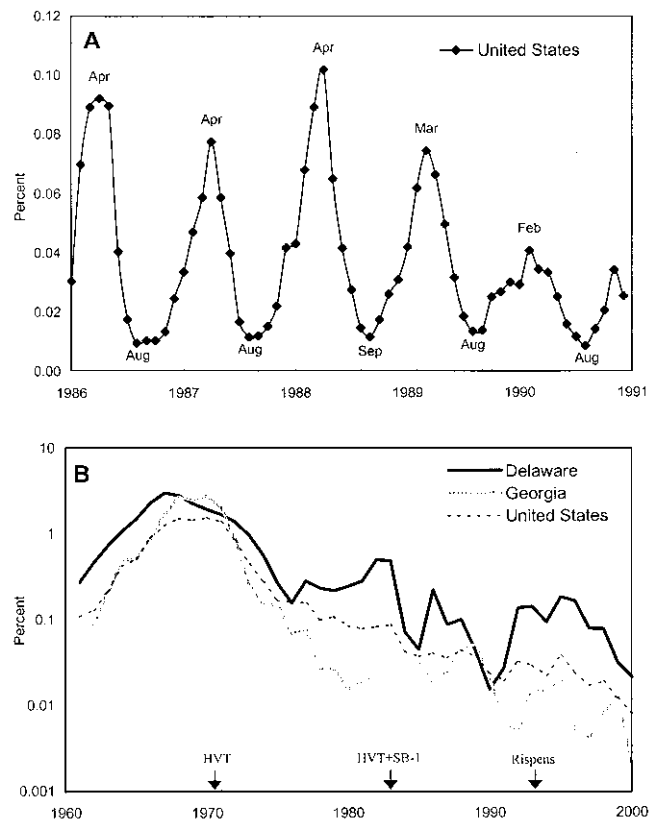 0.12
A
Apr
Apr
Apr
United States
0.10
0.08
Mar
0.06
Percent
Feb
0.04
0.02
Aug
Aug
Sep
Aug
Aug
0.00
1986
1987
1988
1989
1990
1991
10
B
Delaware
Georgia
United States
1
Percent
0.1
0.01
HVT
HVT+SB-1
Rispens
0.001
1960
1970
1980
1990
2000